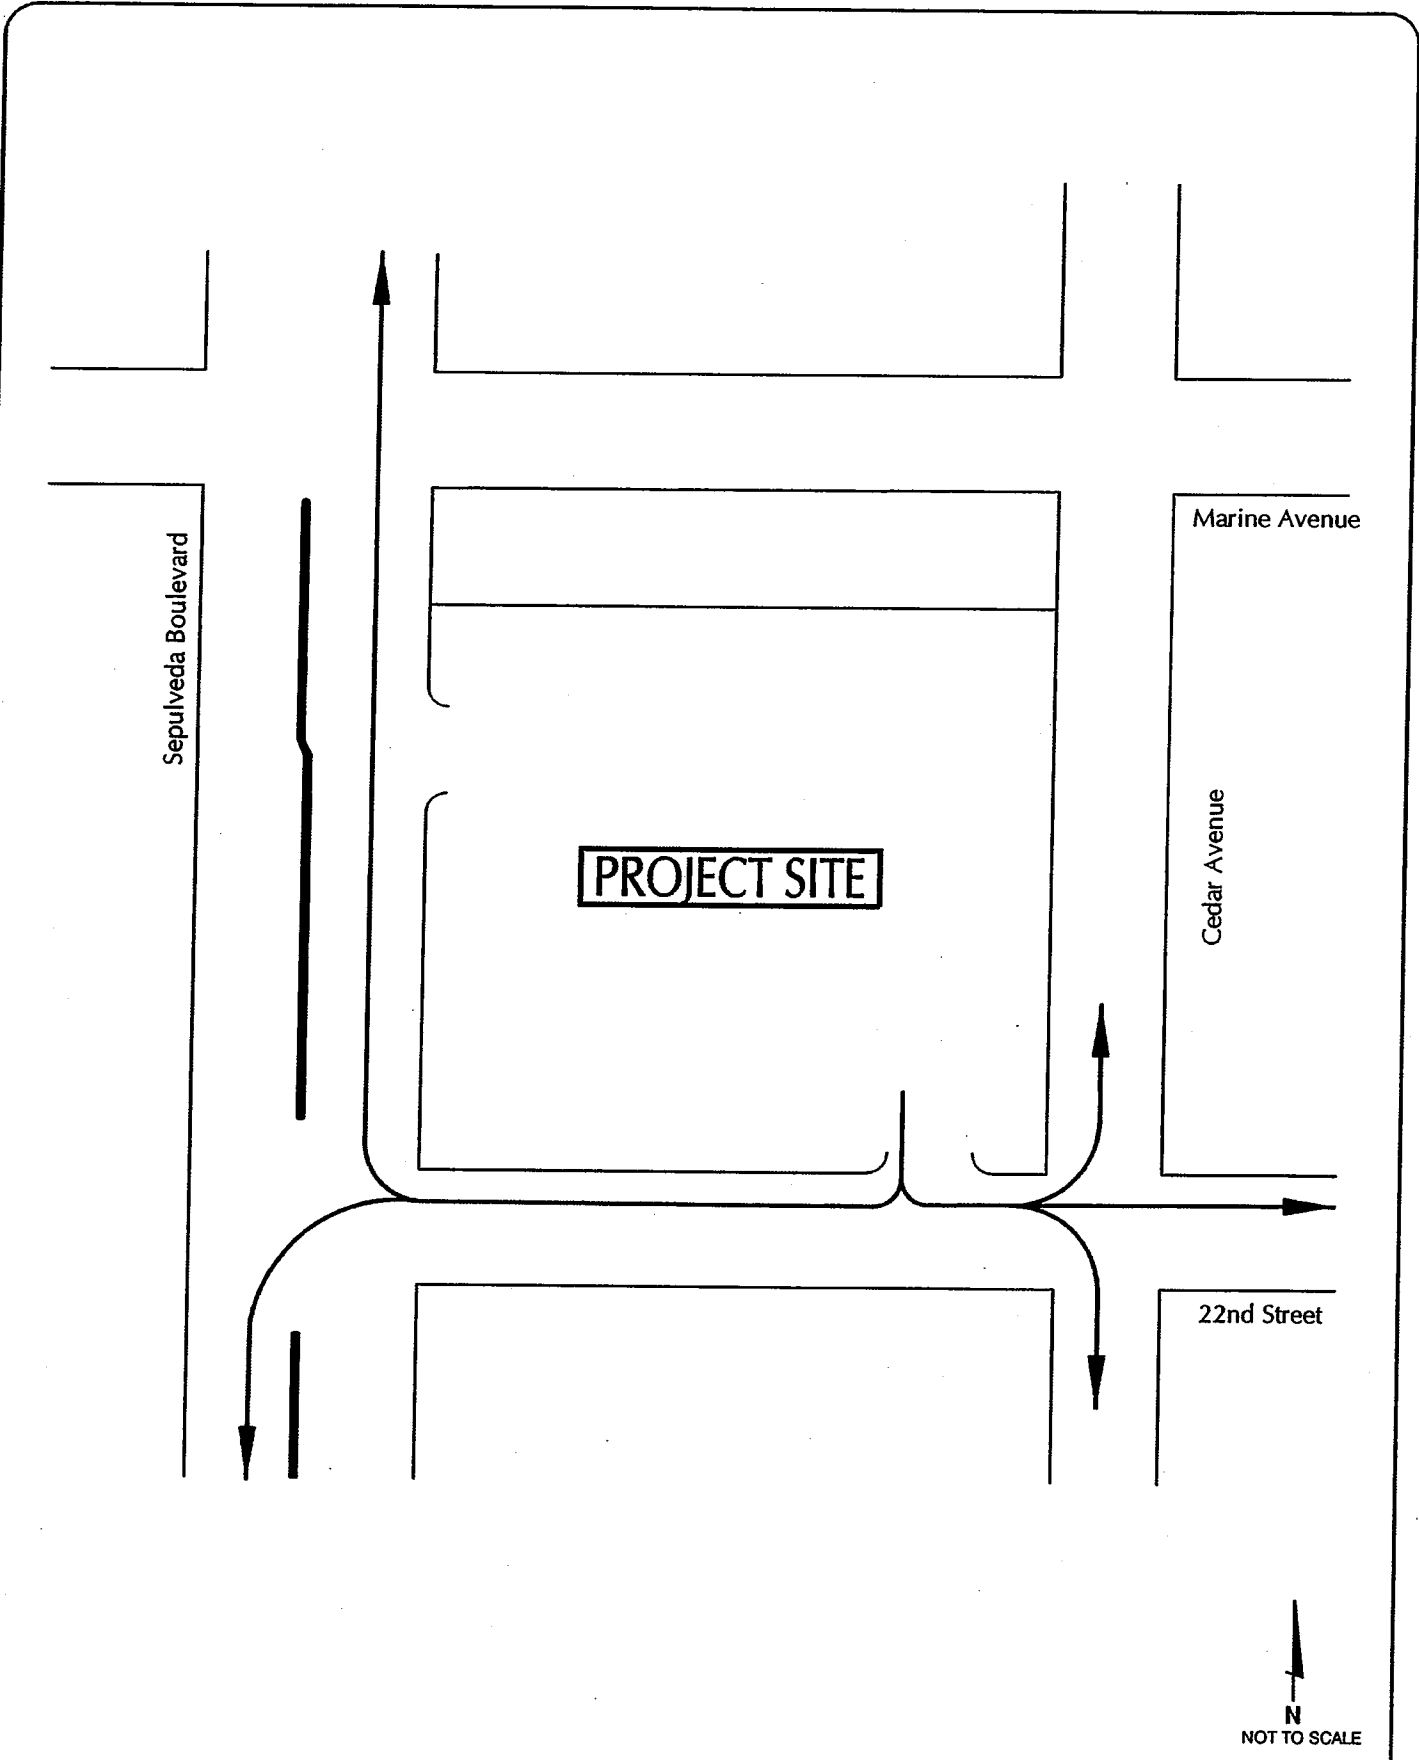 Marine Avenue
Sepulveda Boulevard
Cedar Avenue
PROJECT SITE
22nd Street
N
NOT TO SCALE